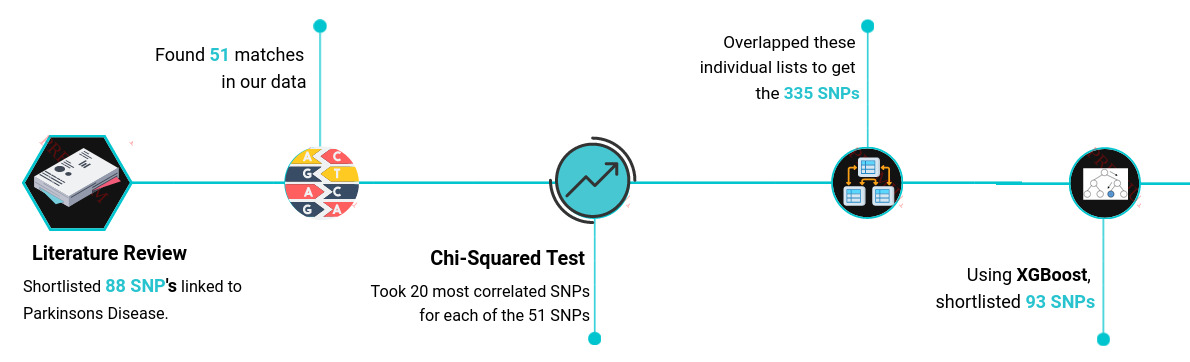 Found 51 matches
in our data
Literature Review
Shortlisted 88 SNP's linked to
Parkinsons Disease.
A C
G T
A C
G A
Chi-Squared Test
Took 20 most correlated SNPs
for each of the 51 SNPs
Overlapped these
individual lists to get
the 335 SNPs
Using XGBoost,
shortlisted 93 SNPs